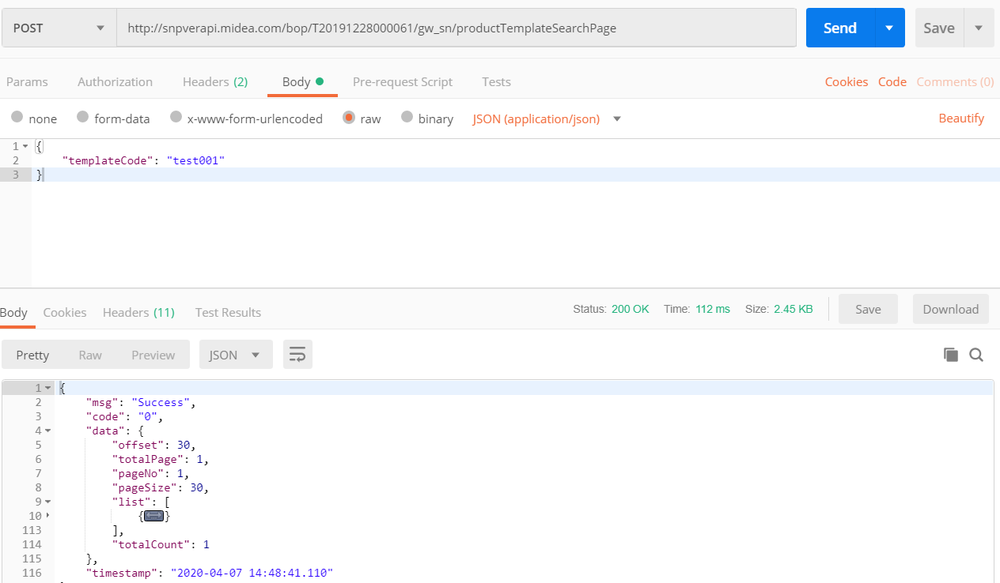 POST http://snpverapi.midea.com/bop/T20191228000061/gw_sn/productTemplateSearchPage Send Save
Params Authorization Headers (2) Body Pre-request Script Tests Cookies Code Comments (0)
none form-data x-www-form-urlencoded raw binary JSON (application/json) Beautify
1 {
2 "templateCode": "test001"
3 }
Body Cookies Headers (11) Test Results Status: 200 OK Time: 112 ms Size: 2.45 KB Save Download
Pretty Raw Preview JSON
1 {
2 "msg": "Success",
3 "code": "0",
4 "data": {
5 "offset": 30,
6 "totalPage": 1,
7 "pageNo": 1,
8 "pageSize": 30,
9 "list": [
10 {}
113 ],
114 "totalCount": 1
115 },
116 "timestamp": "2020-04-07 14:48:41.110"